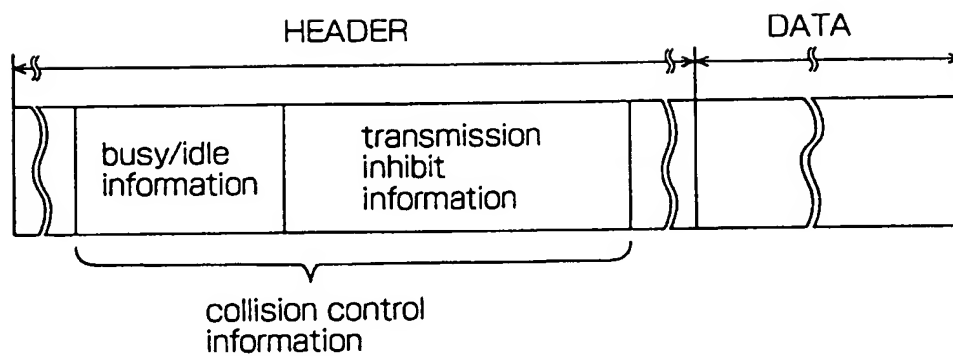 HEADER
DATA
busy/idle
information
transmission
inhibit
information
collision control
information